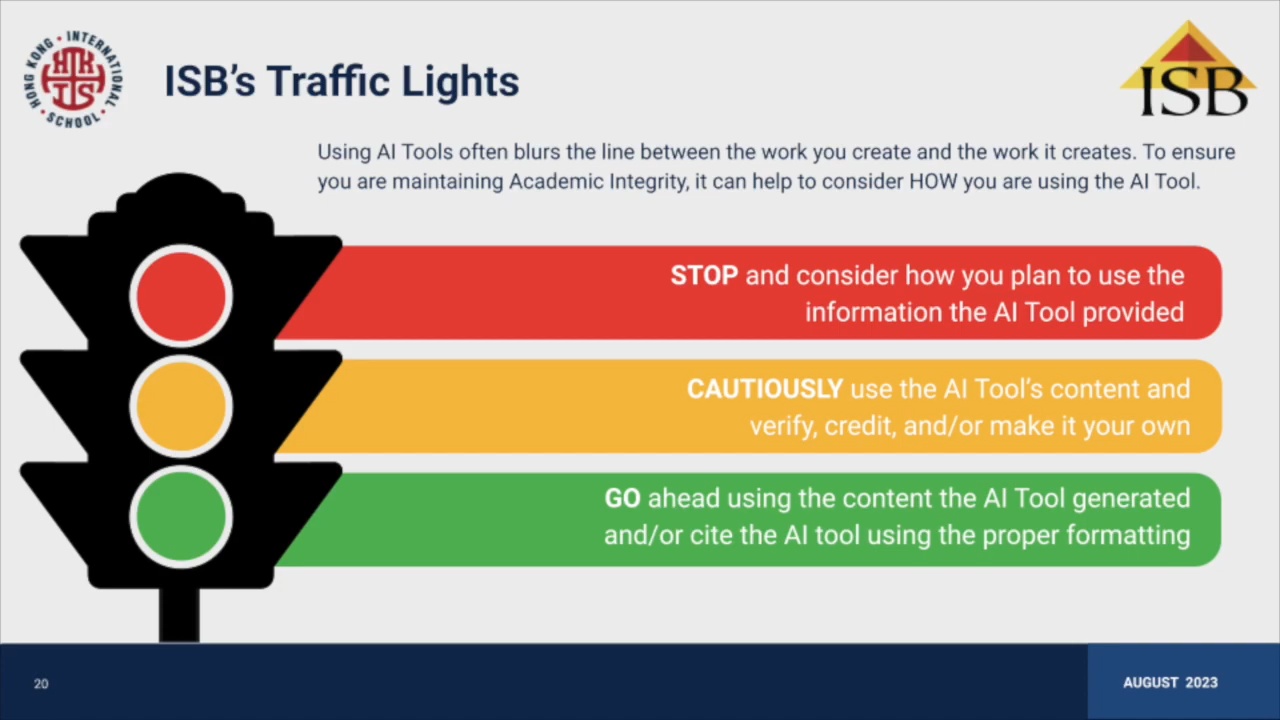 HONG KONG • INTERNATIONAL • SCHOOL •
HKIS
ISB’s Traffic Lights
ISB
Using AI Tools often blurs the line between the work you create and the work it creates. To ensure
you are maintaining Academic Integrity, it can help to consider HOW you are using the AI Tool.
STOP and consider how you plan to use the
information the AI Tool provided
CAUTIOUSLY use the AI Tool’s content and
verify, credit, and/or make it your own
GO ahead using the content the AI Tool generated
and/or cite the AI tool using the proper formatting
20
AUGUST 2023